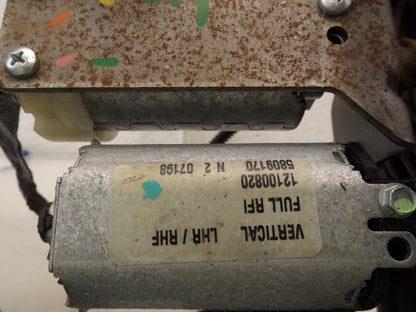 VERTICAL LHR / RHF
FULL RFI
12100820
5809170 N 2 07198